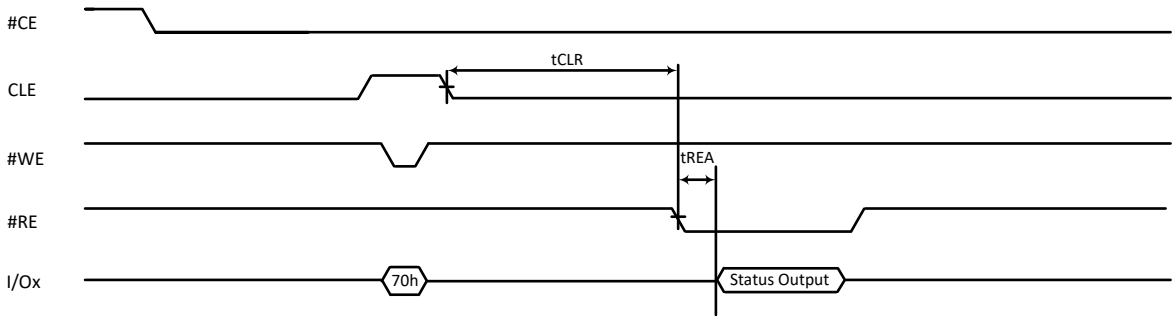 #CE
tCLR
CLE
#WE
tREA
#RE
I/Ox
70h
Status Output